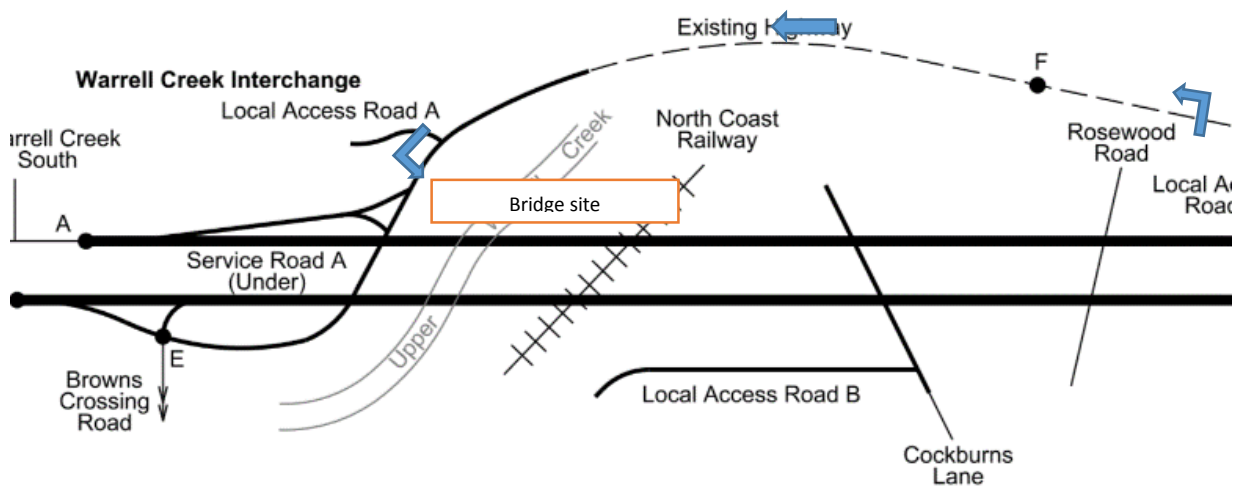 Existing Highway
F
Warrell Creek Interchange
Local Access Road A
North Coast
Railway
Creek
arrell Creek
South
Rosewood
Road
Local A
Road
Bridge site
A
Service Road A
(Under)
Upper
E
Browns
Crossing
Road
Local Access Road B
Cockburns
Lane